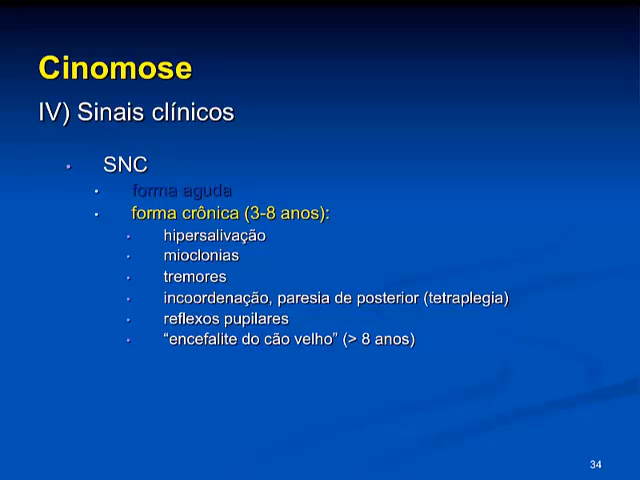 Cinomose
IV) Sinais clínicos
• SNC
• forma aguda
• forma crônica (3-8 anos):
• hipersalivação
• mioclonias
• tremores
• incoordenação, paresia de posterior (tetraplegia)
• reflexos pupilares
• “encefalite do cão velho” (> 8 anos)
34